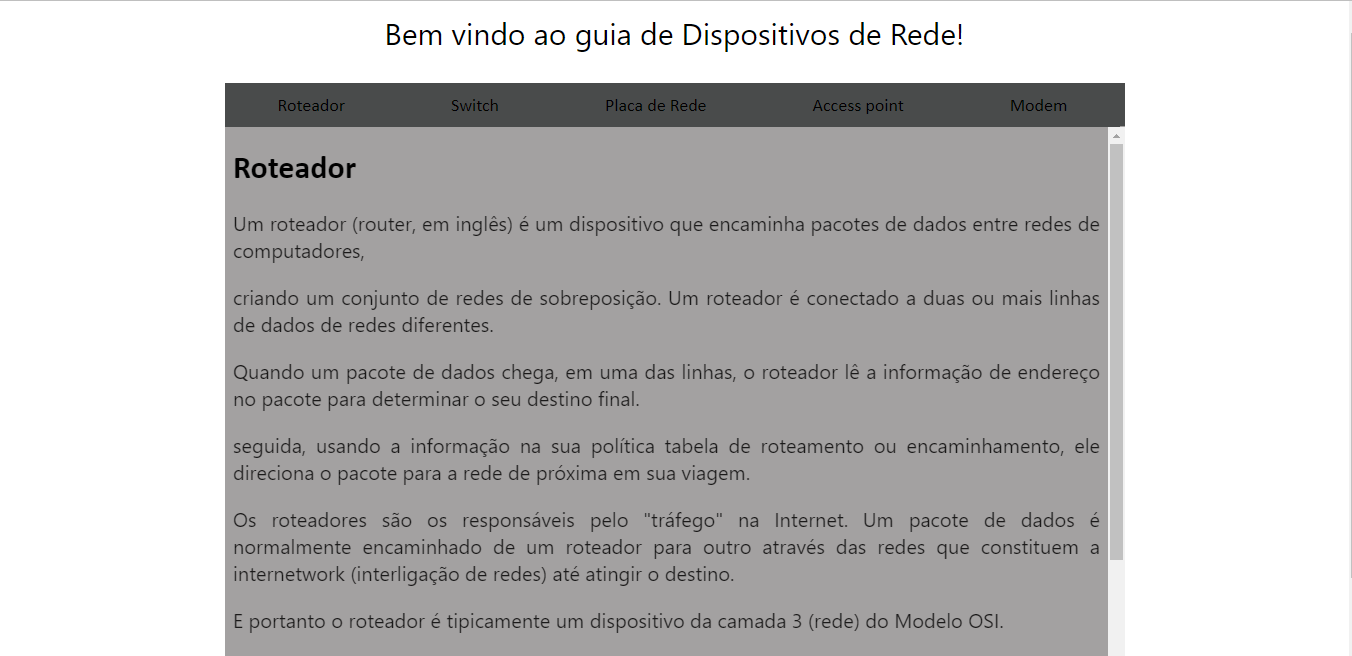 Bem vindo ao guia de Dispositivos de Rede!
Roteador Switch Placa de Rede Access point Modem
Roteador
Um roteador (router, em inglês) é um dispositivo que encaminha pacotes de dados entre redes de
computadores,
criando um conjunto de redes de sobreposição. Um roteador é conectado a duas ou mais linhas
de dados de redes diferentes.
Quando um pacote de dados chega, em uma das linhas, o roteador lê a informação de endereço
no pacote para determinar o seu destino final.
seguida, usando a informação na sua política tabela de roteamento ou encaminhamento, ele
direciona o pacote para a rede de próxima em sua viagem.
Os roteadores são os responsáveis pelo "tráfego" na Internet. Um pacote de dados é
normalmente encaminhado de um roteador para outro através das redes que constituem a
internetwork (interligação de redes) até atingir o destino.
E portanto o roteador é tipicamente um dispositivo da camada 3 (rede) do Modelo OSI.